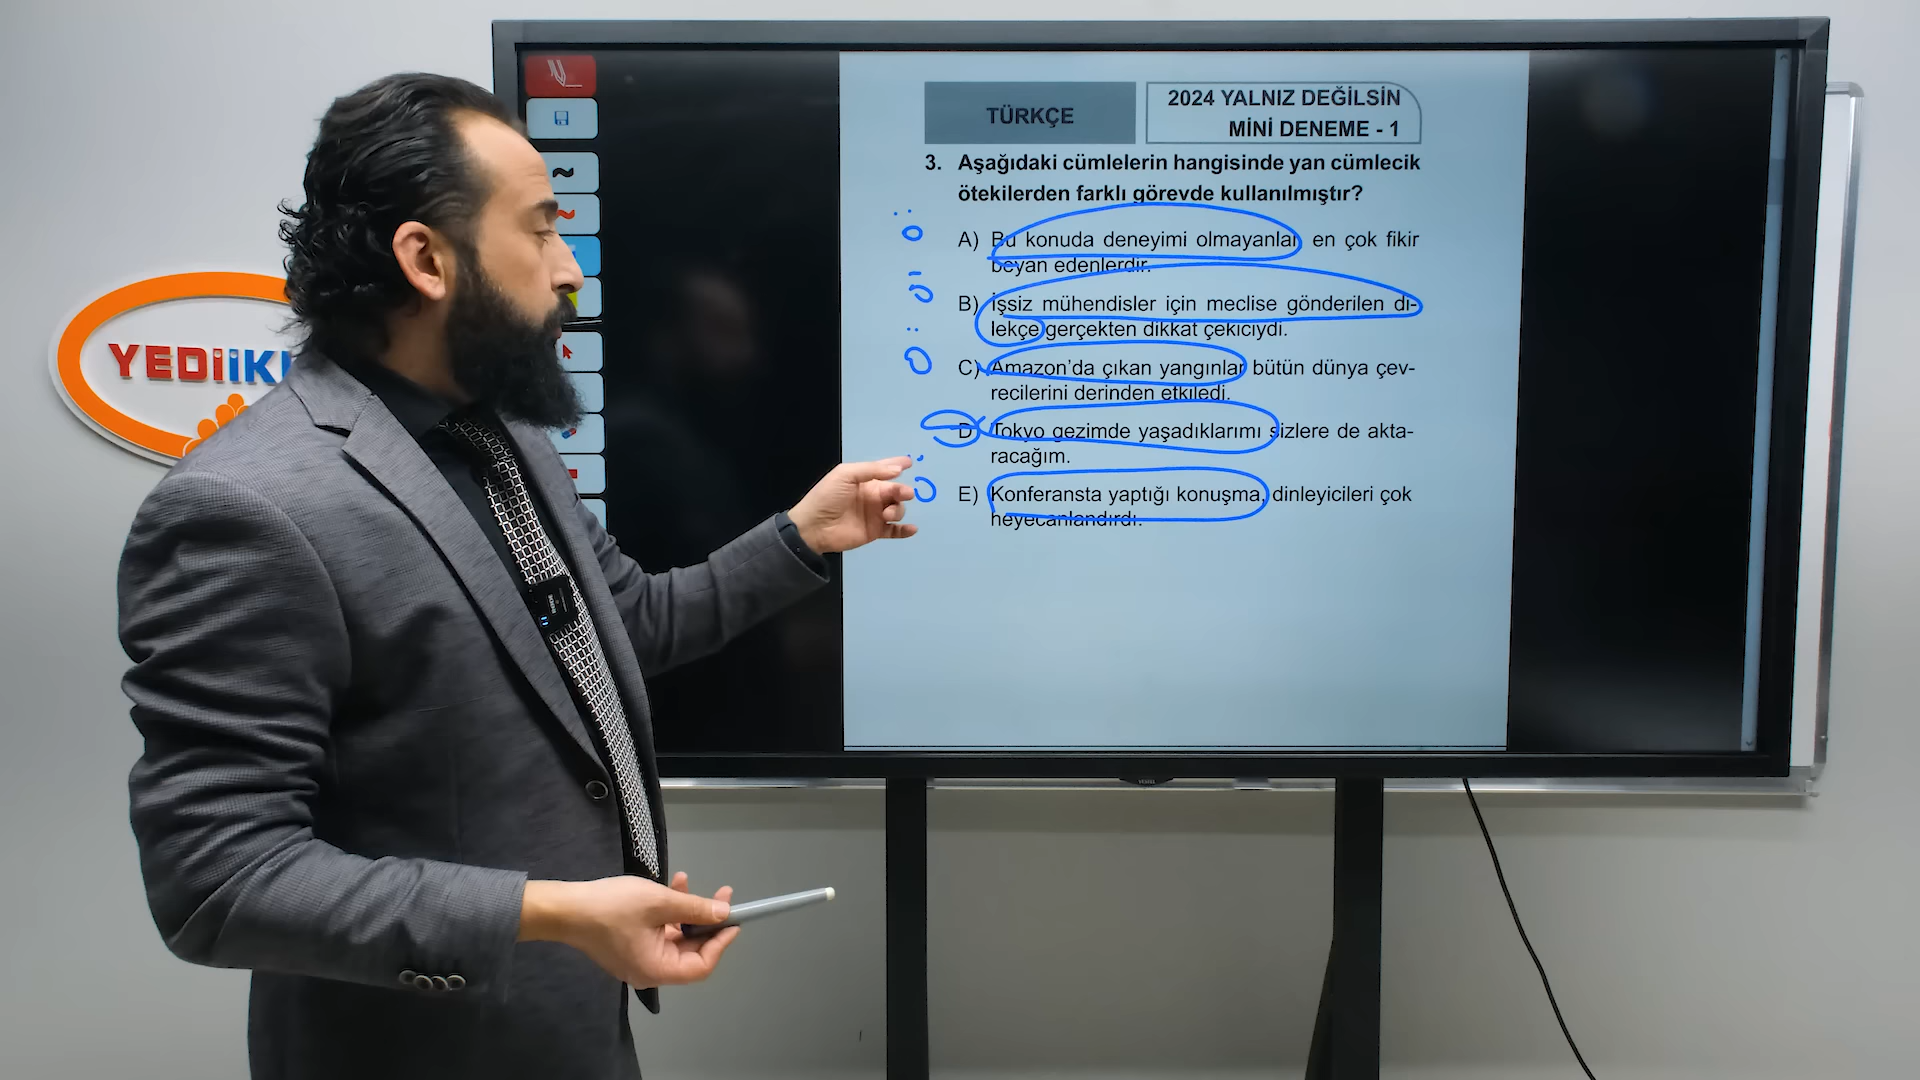 YEDİİKL
TÜRKÇE
2024 YALNIZ DEĞİLSİN
MİNİ DENEME - 1
3. Aşağıdaki cümlelerin hangisinde yan cümlecik
ötekilerden farklı görevde kullanılmıştır?
A) Bu konuda deneyimi olmayanlar en çok fikir
beyan edenlerdir.
B) İşsiz mühendisler için meclise gönderilen di-
lekçe gerçekten dikkat çekiciydi.
C) Amazon'da çıkan yangınlar bütün dünya çev-
recilerini derinden etkiledi.
D) Tokyo gezimde yaşadıklarımı sizlere de akta-
racağım.
E) Konferansta yaptığı konuşma, dinleyicileri çok
heyecanlandırdı.